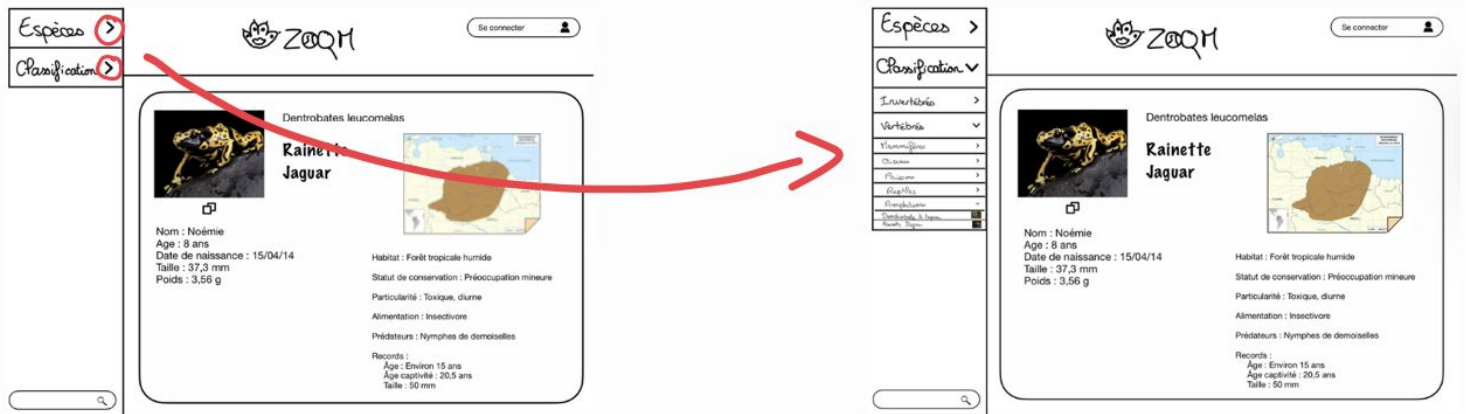 Espèces >
Classification >
ZOOM
Se connecter
Dentrobates leucomelas
Rainette
Jaguar
Nom : Noémie
Age : 8 ans
Date de naissance : 15/04/14
Taille : 37,3 mm
Poids : 3,56 g
Habitat : Forêt tropicale humide
Statut de conservation : Préoccupation mineure
Particularité : Toxique, diurne
Alimentation : Insectivore
Prédateurs : Nymphes de demoiselles
Records :
Âge : Environ 15 ans
Âge captivité : 20,5 ans
Taille : 50 mm
Espèces >
Classification
Invertébrés >
Vertébrés
Mammifères >
Oiseaux >
Poissons >
Reptiles >
Amphibiens
ZOOM
Se connecter
Dentrobates leucomelas
Rainette
Jaguar
Nom : Noémie
Age : 8 ans
Date de naissance : 15/04/14
Taille : 37,3 mm
Poids : 3,56 g
Habitat : Forêt tropicale humide
Statut de conservation : Préoccupation mineure
Particularité : Toxique, diurne
Alimentation : Insectivore
Prédateurs : Nymphes de demoiselles
Records :
Âge : Environ 15 ans
Âge captivité : 20,5 ans
Taille : 50 mm